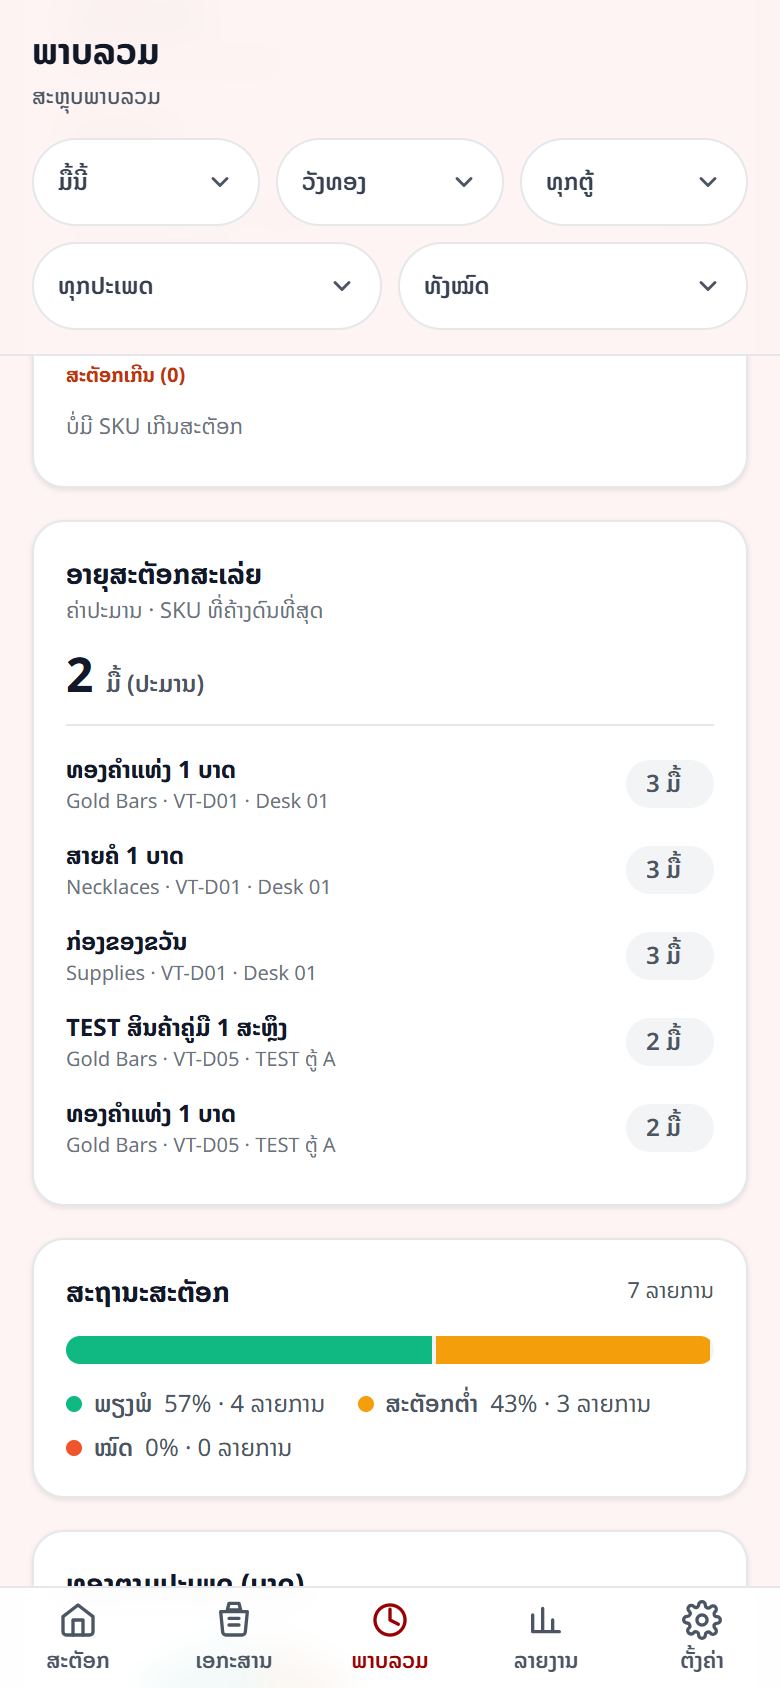 ພາບລວມ
ສະຫຼຸບພາບລວມ
ມື້ນີ້ ວັງທອງ ທຸກຕູ້
ທຸກປະເພດ ທັງໝົດ
ສະຕັອກເກີນ (0)
ບໍ່ມີ SKU ເກີນສະຕັອກ
ອາຍຸສະຕັອກສະເລ່ຍ
ຄ່າປະມານ · SKU ທີ່ຄ້າງດົນທີ່ສຸດ
2 ມື້ (ປະມານ)
ທອງຄຳແທ່ງ 1 ບາດ 3 ມື້
Gold Bars · VT-D01 · Desk 01
ສາຍຄໍ 1 ບາດ 3 ມື້
Necklaces · VT-D01 · Desk 01
ກ່ອງຂອງຂວັນ 3 ມື້
Supplies · VT-D01 · Desk 01
TEST ສິນຄ້າຄູ່ມື 1 ສະຫຼຶງ 2 ມື້
Gold Bars · VT-D05 · TEST ຕູ້ A
ທອງຄຳແທ່ງ 1 ບາດ 2 ມື້
Gold Bars · VT-D05 · TEST ຕູ້ A
ສະຖານະສະຕັອກ 7 ລາຍການ
ພຽງພໍ 57% · 4 ລາຍການ ສະຕັອກຕ່ຳ 43% · 3 ລາຍການ
ໝົດ 0% · 0 ລາຍການ
ທອງຕາມປະເພດ (ບາດ)
ສະຕັອກ ເອກະສານ ພາບລວມ ລາຍງານ ຕັ້ງຄ່າ